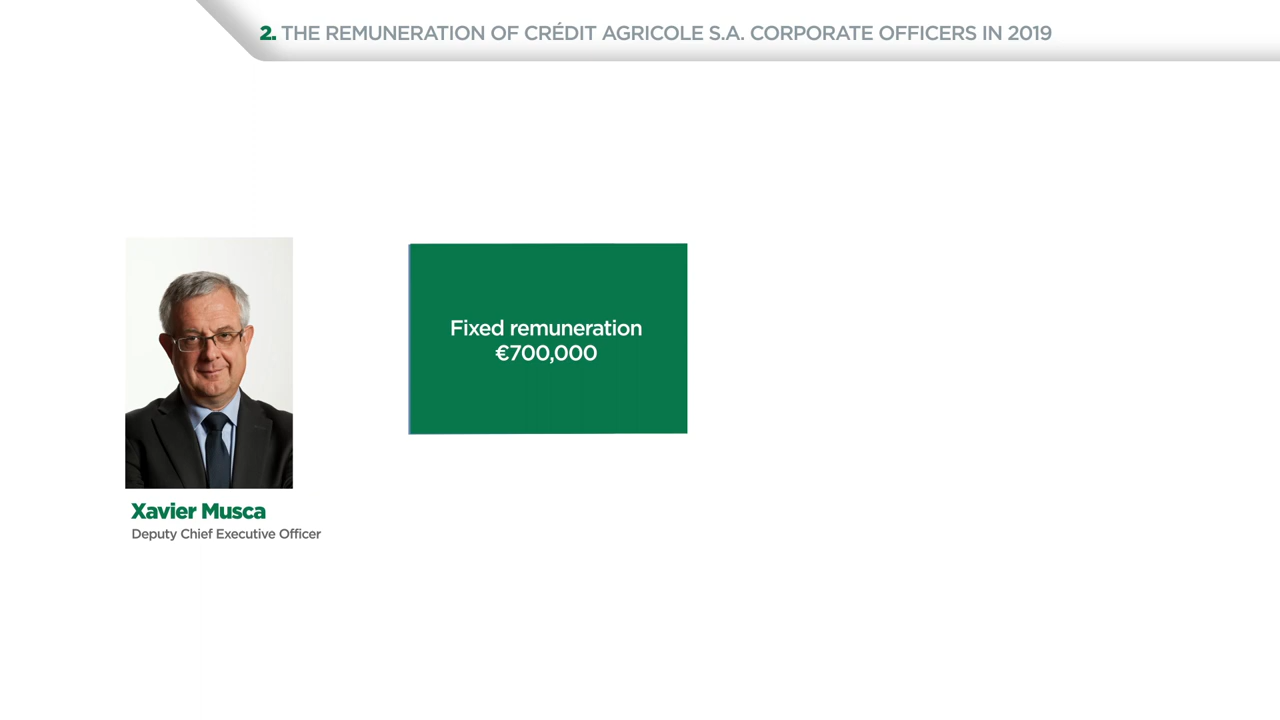 2. THE REMUNERATION OF CRÉDIT AGRICOLE S.A. CORPORATE OFFICERS IN 2019
Fixed remuneration
€700,000
Xavier Musca
Deputy Chief Executive Officer